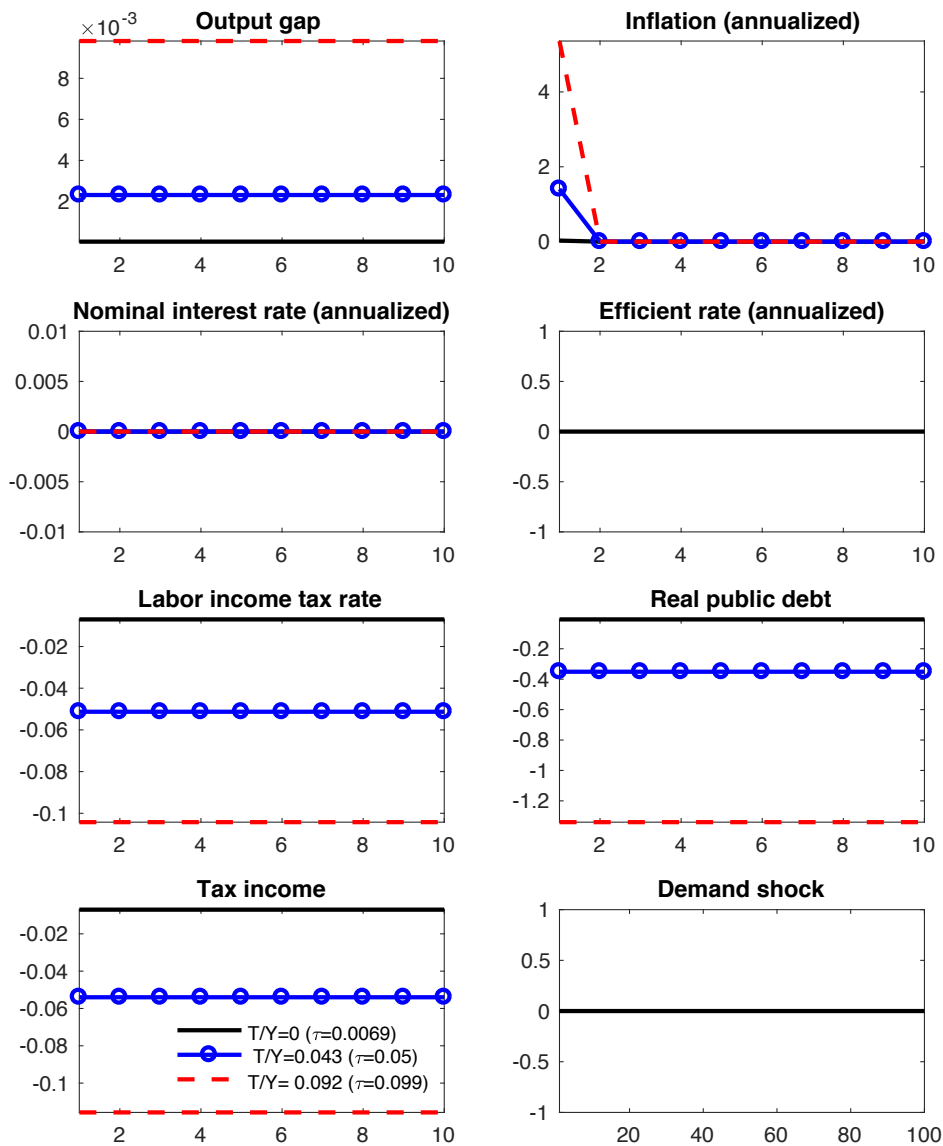 ×10⁻³
Output gap
8
6
4
2
2 4 6 8 10
Inflation (annualized)
4
2
0
2 4 6 8 10
Nominal interest rate (annualized)
0.01
0.005
0
-0.005
-0.01
2 4 6 8 10
Efficient rate (annualized)
1
0.5
0
-0.5
-1
2 4 6 8 10
Labor income tax rate
-0.02
-0.04
-0.06
-0.08
-0.1
2 4 6 8 10
Real public debt
-0.2
-0.4
-0.6
-0.8
-1
-1.2
2 4 6 8 10
Tax income
-0.02
-0.04
-0.06
-0.08
-0.1
T/Y=0 (τ=0.0069)
T/Y=0.043 (τ=0.05)
T/Y= 0.092 (τ=0.099)
2 4 6 8 10
Demand shock
1
0.5
0
-0.5
-1
20 40 60 80 100